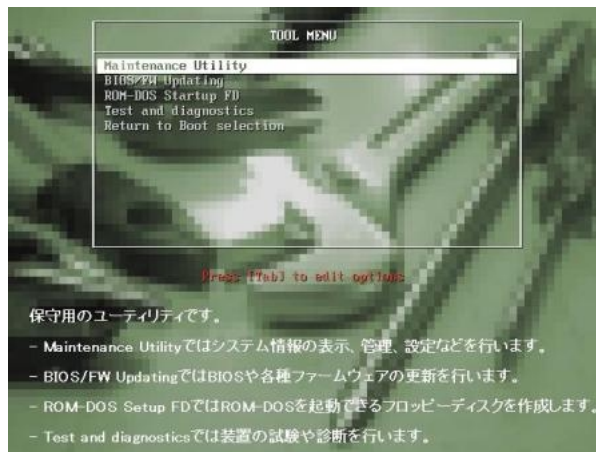 TOOL MENU
Maintenance Utility
BIOS/FW Updating
ROM-DOS Startup FD
Test and diagnostics
Return to Boot selection
Press [Tab] to edit options
保守用のユーティリティです。
- Maintenance Utilityではシステム情報の表示、管理、設定などを行います。
- BIOS/FW UpdatingではBIOSや各種ファームウェアの更新を行います。
- ROM-DOS Setup FDではROM-DOSを起動できるフロッピーディスクを作成します。
- Test and diagnosticsでは装置の試験や診断を行います。